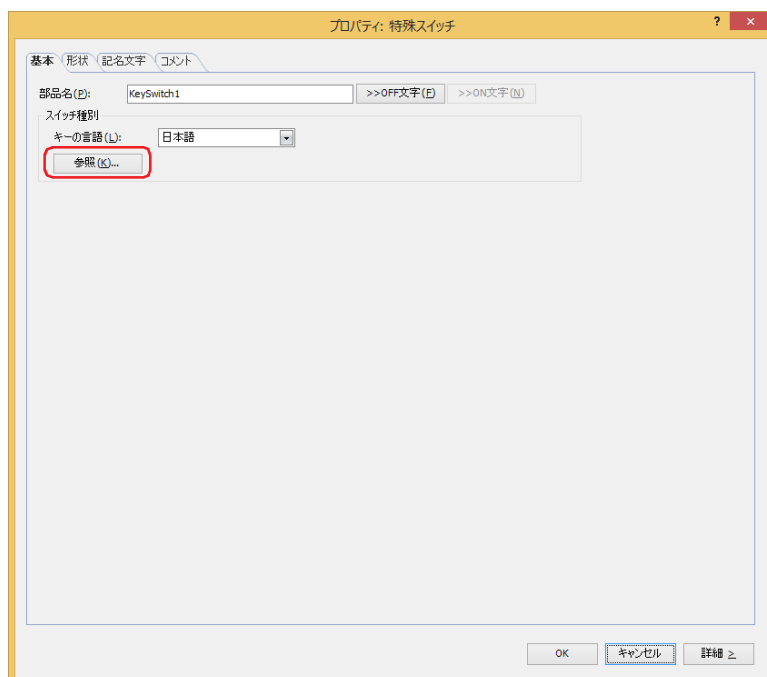 プロパティ: 特殊スイッチ
? ×
基本 形状 記名文字 コメント
部品名(P): KeySwitch1 >>OFF文字(F) >>ON文字(N)
スイッチ種別
キーの言語(L): 日本語
参照(K)...
OK キャンセル 詳細 >